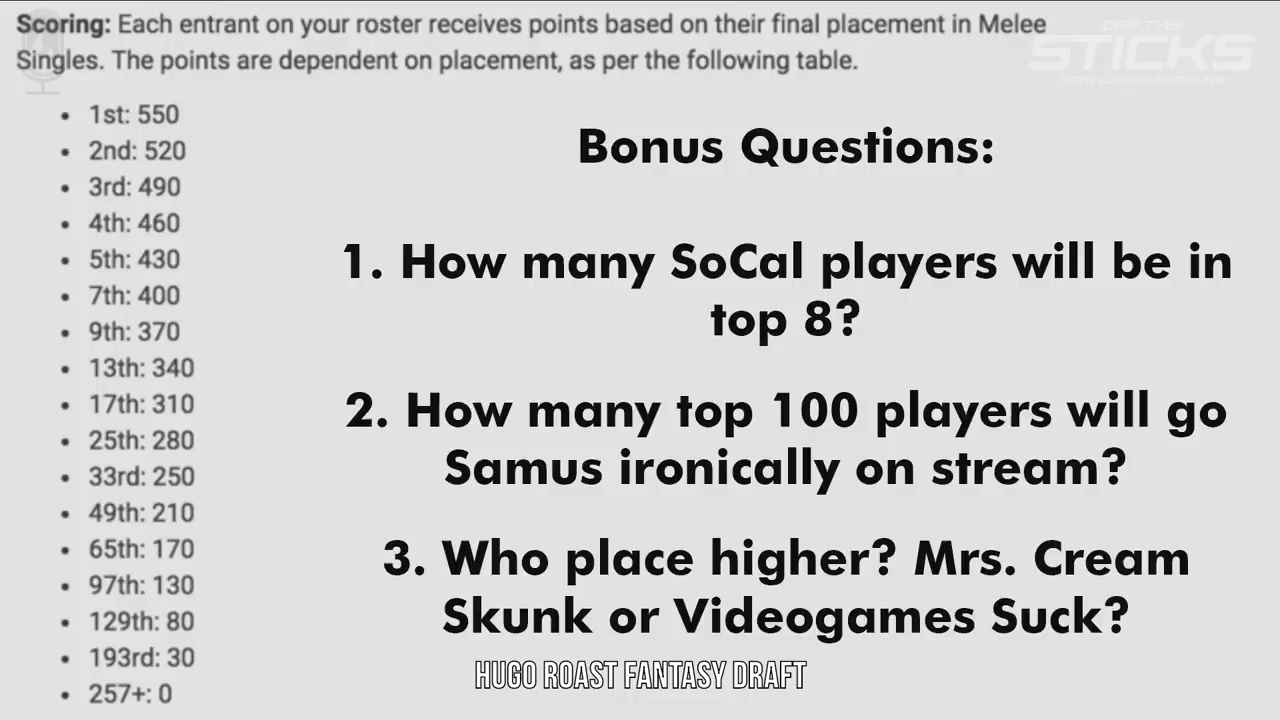 Scoring: Each entrant on your roster receives points based on their final placement in Melee
Singles. The points are dependent on placement, as per the following table.
• 1st: 550
• 2nd: 520
• 3rd: 490
• 4th: 460
• 5th: 430
• 7th: 400
• 9th: 370
• 13th: 340
• 17th: 310
• 25th: 280
• 33rd: 250
• 49th: 210
• 65th: 170
• 97th: 130
• 129th: 80
• 193rd: 30
• 257+: 0
OFF THE
STICKS
Bonus Questions:
1. How many SoCal players will be in
top 8?
2. How many top 100 players will go
Samus ironically on stream?
3. Who place higher? Mrs. Cream
Skunk or Videogames Suck?
HUGO ROAST FANTASY DRAFT